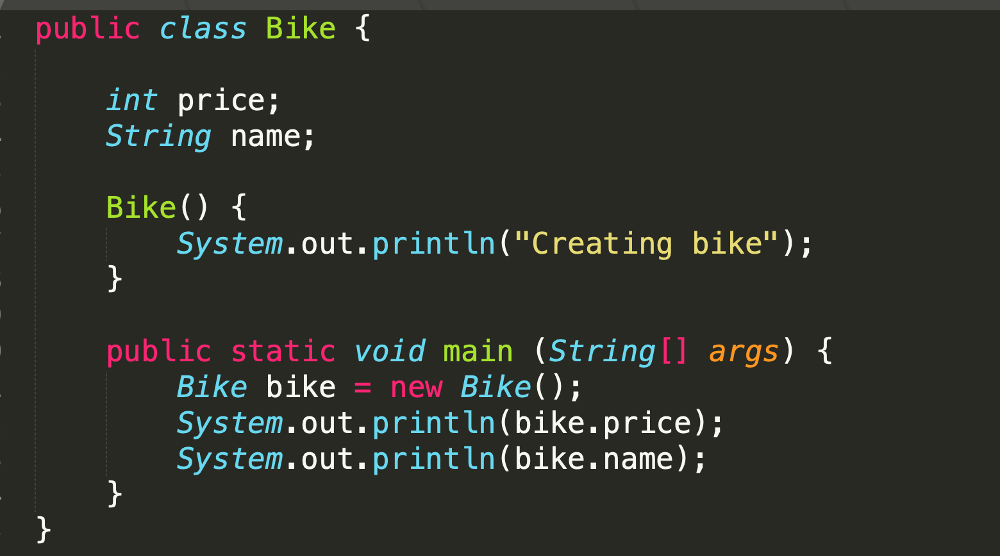 public class Bike {
int price;
String name;
Bike() {
System.out.println("Creating bike");
}
public static void main (String[] args) {
Bike bike = new Bike();
System.out.println(bike.price);
System.out.println(bike.name);
}
}